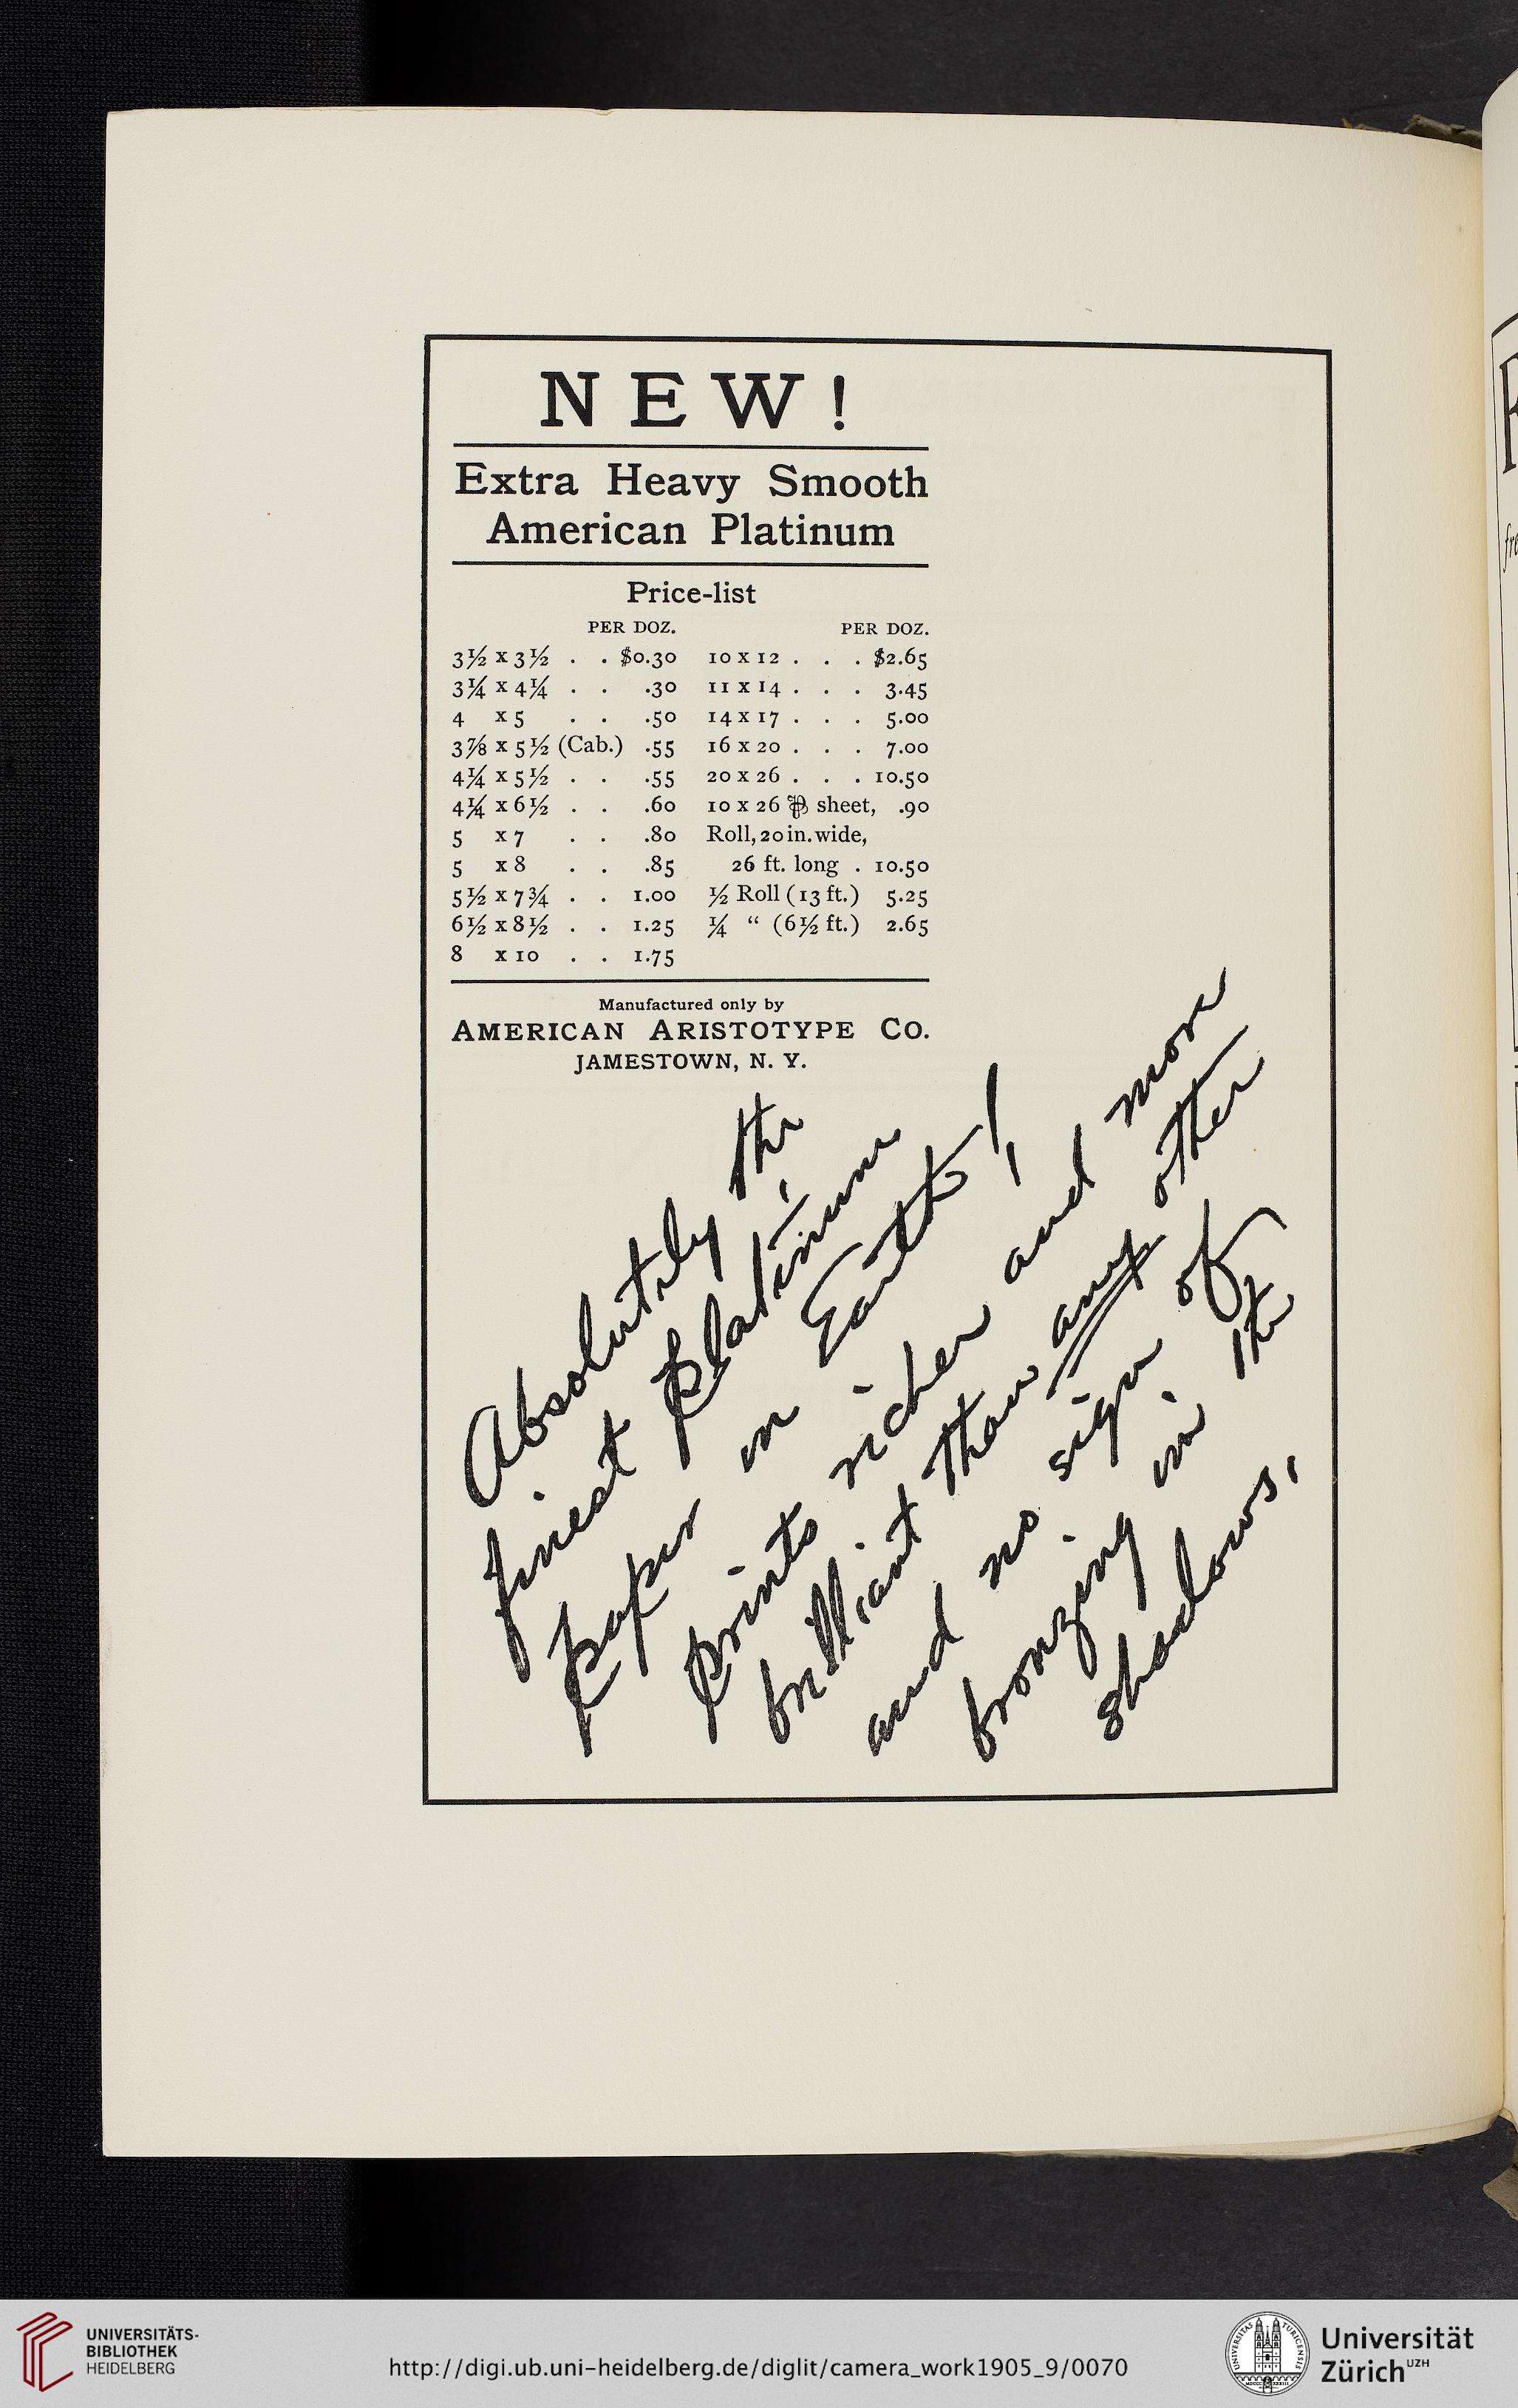 NEW!
Extra Heavy Smooth
American Platinum
Price-list
PER DOZ.
3½ x 3½ . . $0.30
3¼ x 4¼ . . .30
4 x 5 . . .50
3⅞ x 5½ (Cab.) .55
4¼ x 5½ . . .55
4¼ x 6½ . . .60
5 x 7 . . .80
5 x 8 . . .85
5½ x 7¾ . . 1.00
6½ x 8½ . . 1.25
8 x 10 . . 1.75
PER DOZ.
10 x 12 . . . $2.65
11 x 14 . . . 3.45
14 x 17 . . . 5.00
16 x 20 . . . 7.00
20 x 26 . . . 10.50
10 x 26 ⅌ sheet, .90
Roll, 20 in. wide,
26 ft. long . 10.50
½ Roll (13 ft.) 5.25
¼ “ (6½ ft.) 2.65
Manufactured only by
AMERICAN ARISTOTYPE CO.
JAMESTOWN, N. Y.
Absolutely the
finest platinum
paper on Earth!
prints richer and more
brilliant than any other
and no sign of
bronzing in the
shadows,
UNIVERSITÄTS-
BIBLIOTHEK
HEIDELBERG
http://digi.ub.uni-heidelberg.de/diglit/camera_work1905_9/0070
Universität
Zürich UZH